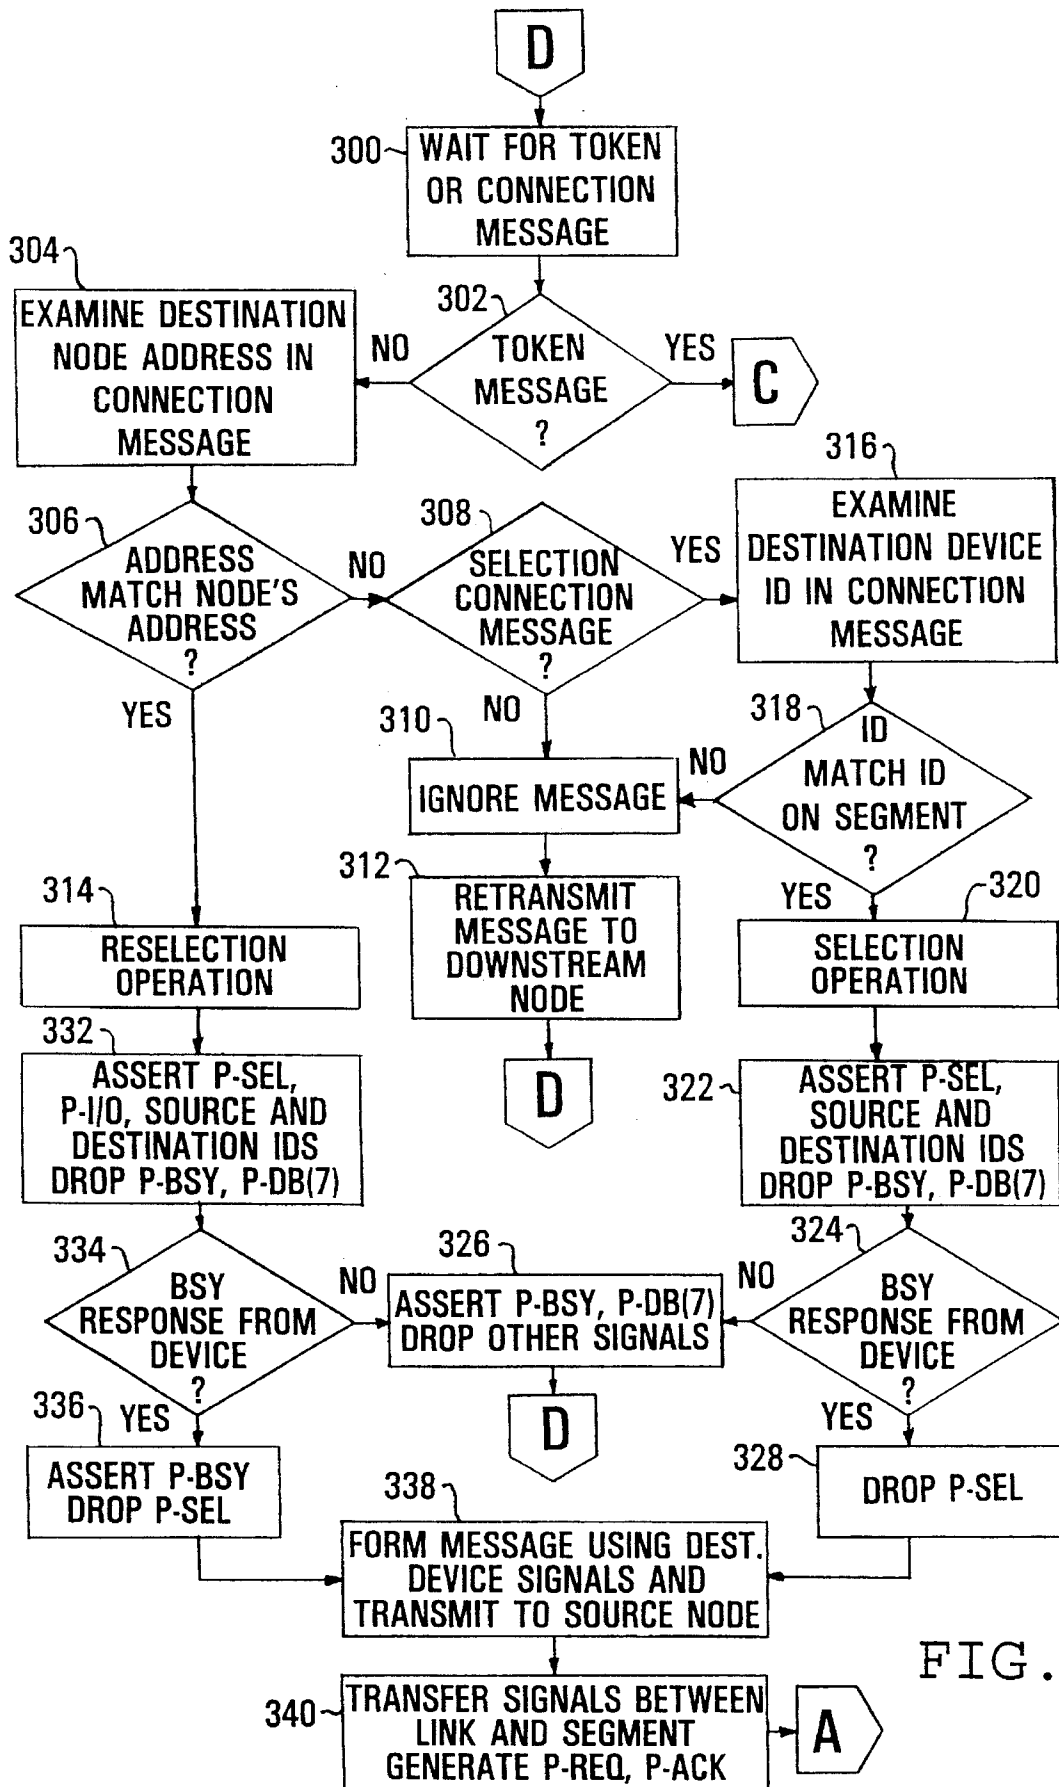 D
300
WAIT FOR TOKEN
OR CONNECTION
MESSAGE
304
EXAMINE DESTINATION
NODE ADDRESS IN
CONNECTION
MESSAGE
302
NO
TOKEN
MESSAGE
?
YES
C
306
ADDRESS
MATCH NODE'S
ADDRESS
?
NO
YES
308
SELECTION
CONNECTION
MESSAGE
?
YES
NO
316
EXAMINE
DESTINATION DEVICE
ID IN CONNECTION
MESSAGE
310
IGNORE MESSAGE
318
ID
MATCH ID
ON SEGMENT
?
NO
YES
312
RETRANSMIT
MESSAGE TO
DOWNSTREAM
NODE
D
314
RESELECTION
OPERATION
320
SELECTION
OPERATION
332
ASSERT P-SEL,
P-I/O, SOURCE AND
DESTINATION IDS
DROP P-BSY, P-DB(7)
322
ASSERT P-SEL,
SOURCE AND
DESTINATION IDS
DROP P-BSY, P-DB(7)
334
BSY
RESPONSE FROM
DEVICE
?
NO
YES
326
ASSERT P-BSY, P-DB(7)
DROP OTHER SIGNALS
D
324
NO
BSY
RESPONSE FROM
DEVICE
?
YES
336
ASSERT P-BSY
DROP P-SEL
328
DROP P-SEL
338
FORM MESSAGE USING DEST.
DEVICE SIGNALS AND
TRANSMIT TO SOURCE NODE
340
TRANSFER SIGNALS BETWEEN
LINK AND SEGMENT
GENERATE P-REQ, P-ACK
A
FIG.